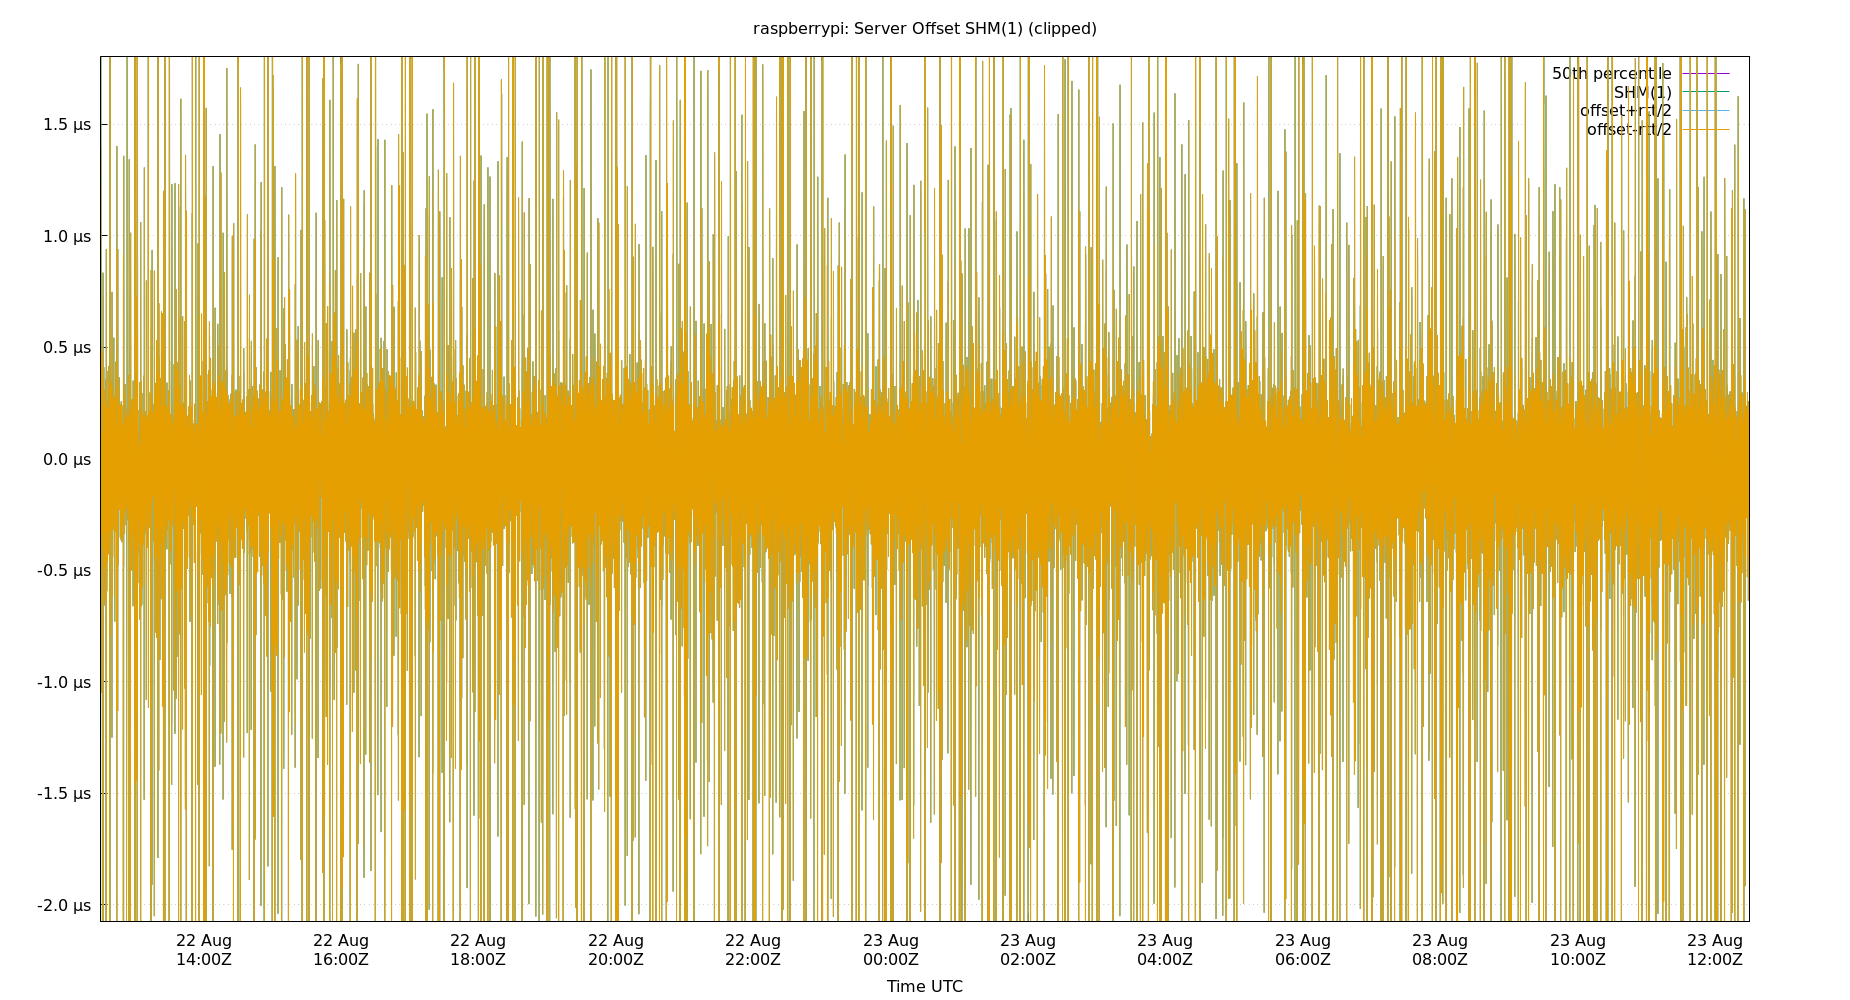 raspberrypi: Server Offset SHM(1) (clipped)
50th percentile
SHM(1)
offset+rtt/2
offset-rtt/2
1.5 µs
1.0 µs
0.5 µs
0.0 µs
-0.5 µs
-1.0 µs
-1.5 µs
-2.0 µs
22 Aug 22 Aug 22 Aug 22 Aug 22 Aug 23 Aug 23 Aug 23 Aug 23 Aug 23 Aug 23 Aug 23 Aug
14:00Z 16:00Z 18:00Z 20:00Z 22:00Z 00:00Z 02:00Z 04:00Z 06:00Z 08:00Z 10:00Z 12:00Z
Time UTC